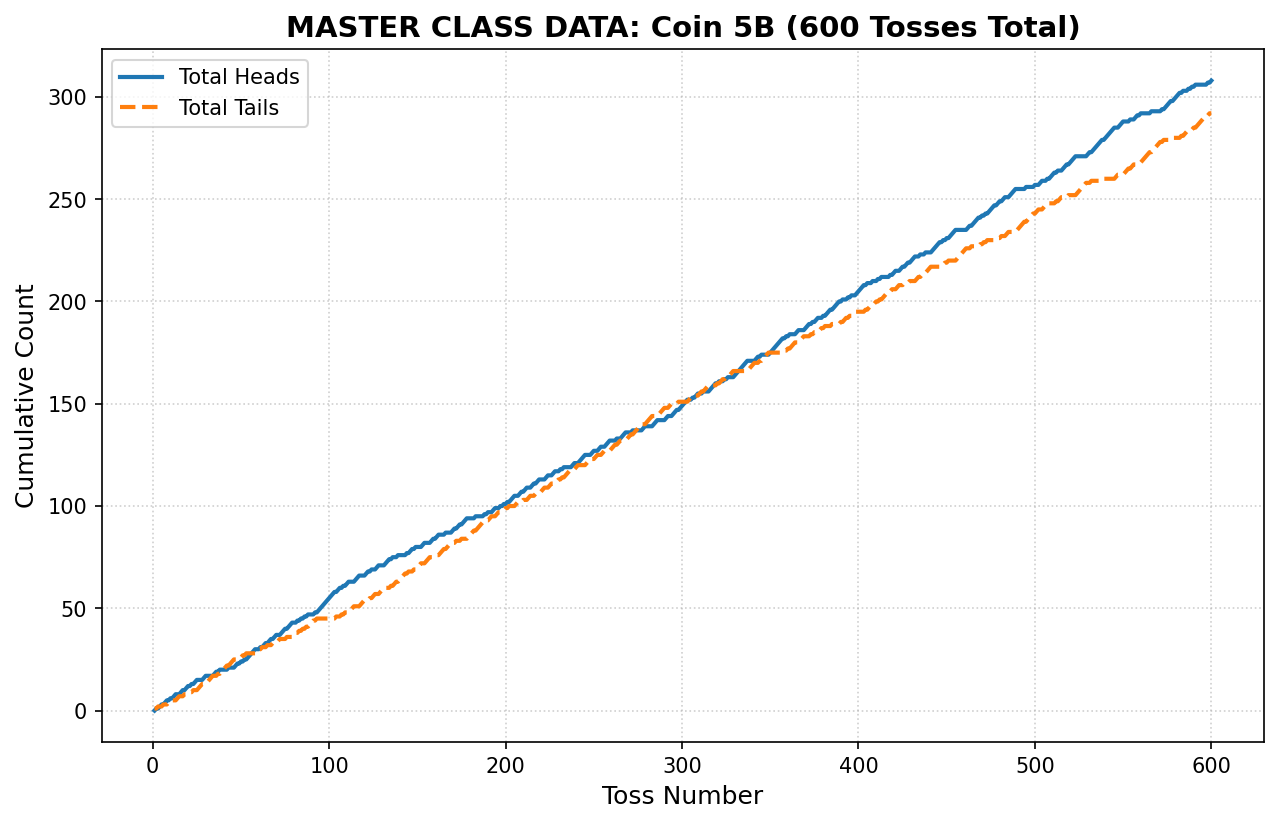 MASTER CLASS DATA: Coin 5B (600 Tosses Total)
Total Heads
Total Tails
Cumulative Count
300
250
200
150
100
50
0
0 100 200 300 400 500 600
Toss Number